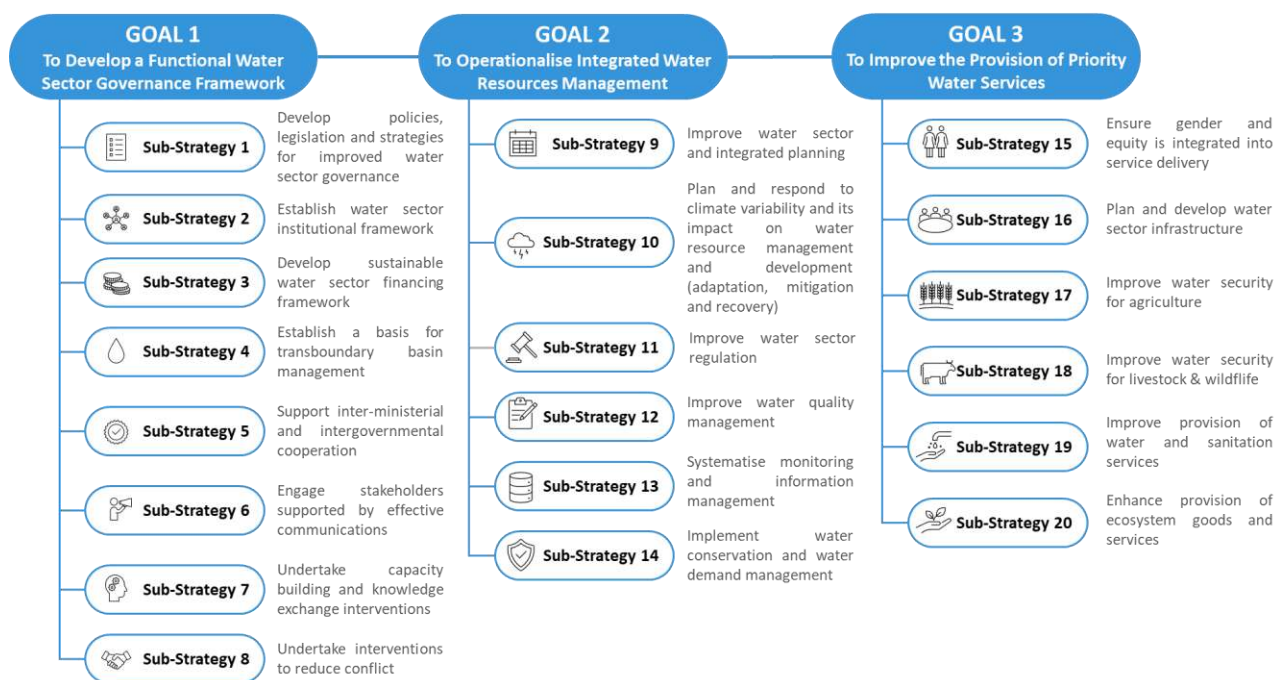 GOAL 1
To Develop a Functional Water
Sector Governance Framework
Sub-Strategy 1
Develop policies,
legislation and strategies
for improved water
sector governance
Sub-Strategy 2
Establish water sector
institutional framework
Sub-Strategy 3
Develop sustainable
water sector financing
framework
Sub-Strategy 4
Establish a basis for
transboundary basin
management
Sub-Strategy 5
Support inter-ministerial
and intergovernmental
cooperation
Sub-Strategy 6
Engage stakeholders
supported by effective
communications
Sub-Strategy 7
Undertake capacity
building and knowledge
exchange interventions
Sub-Strategy 8
Undertake interventions
to reduce conflict
GOAL 2
To Operationalise Integrated Water
Resources Management
Sub-Strategy 9
Improve water sector
and integrated planning
Sub-Strategy 10
Plan and respond to
climate variability and its
impact on water
resource management
and development
(adaptation, mitigation
and recovery)
Sub-Strategy 11
Improve water sector
regulation
Sub-Strategy 12
Improve water quality
management
Sub-Strategy 13
Systematise monitoring
and information
management
Sub-Strategy 14
Implement water
conservation and water
demand management
GOAL 3
To Improve the Provision of Priority
Water Services
Sub-Strategy 15
Ensure gender and
equity is integrated into
service delivery
Sub-Strategy 16
Plan and develop water
sector infrastructure
Sub-Strategy 17
Improve water security
for agriculture
Sub-Strategy 18
Improve water security
for livestock & wildflife
Sub-Strategy 19
Improve provision of
water and sanitation
services
Sub-Strategy 20
Enhance provision of
ecosystem goods and
services